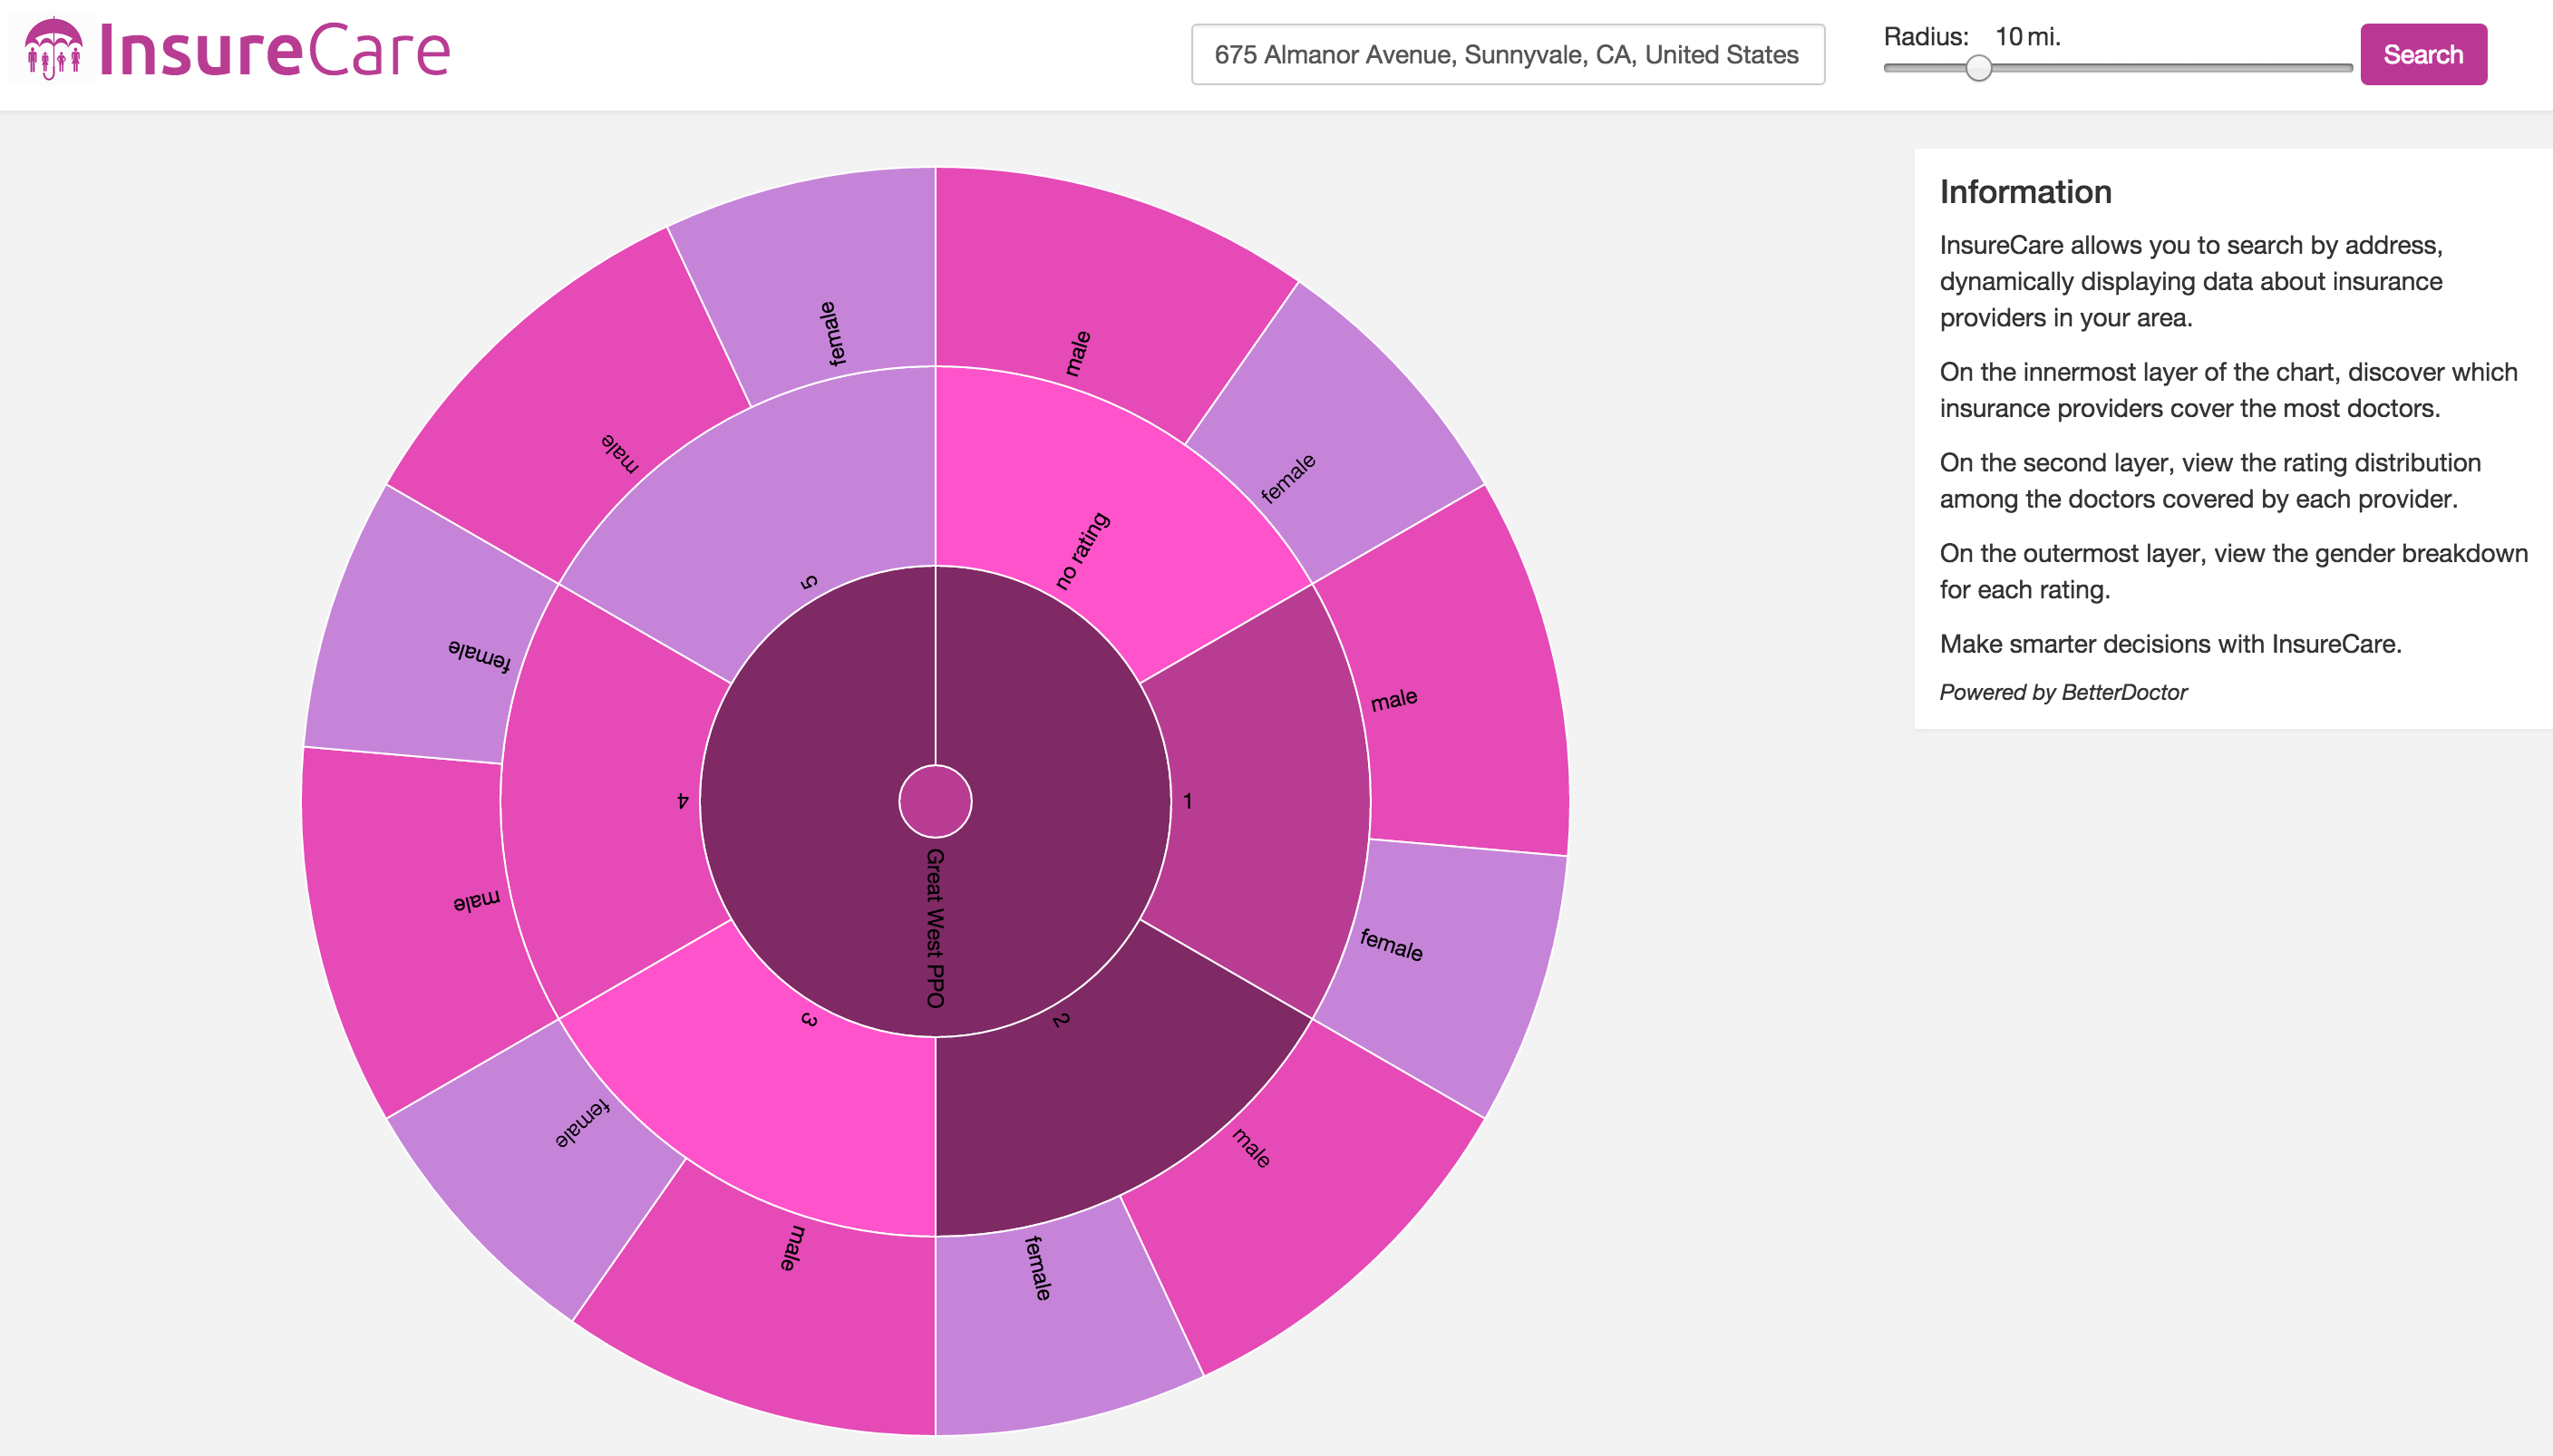 InsureCare
675 Almanor Avenue, Sunnyvale, CA, United States
Radius: 10 mi.
Search
female
male
male
female
male
female
male
female
male
female
male
female
5
no rating
4
1
3
2
Great West PPO
Information
InsureCare allows you to search by address,
dynamically displaying data about insurance
providers in your area.
On the innermost layer of the chart, discover which
insurance providers cover the most doctors.
On the second layer, view the rating distribution
among the doctors covered by each provider.
On the outermost layer, view the gender breakdown
for each rating.
Make smarter decisions with InsureCare.
Powered by BetterDoctor